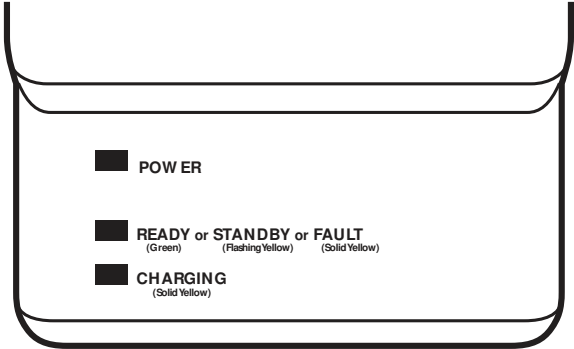 POWER
READY or STANDBY or FAULT
(Green) (Flashing Yellow) (Solid Yellow)
CHARGING
(Solid Yellow)